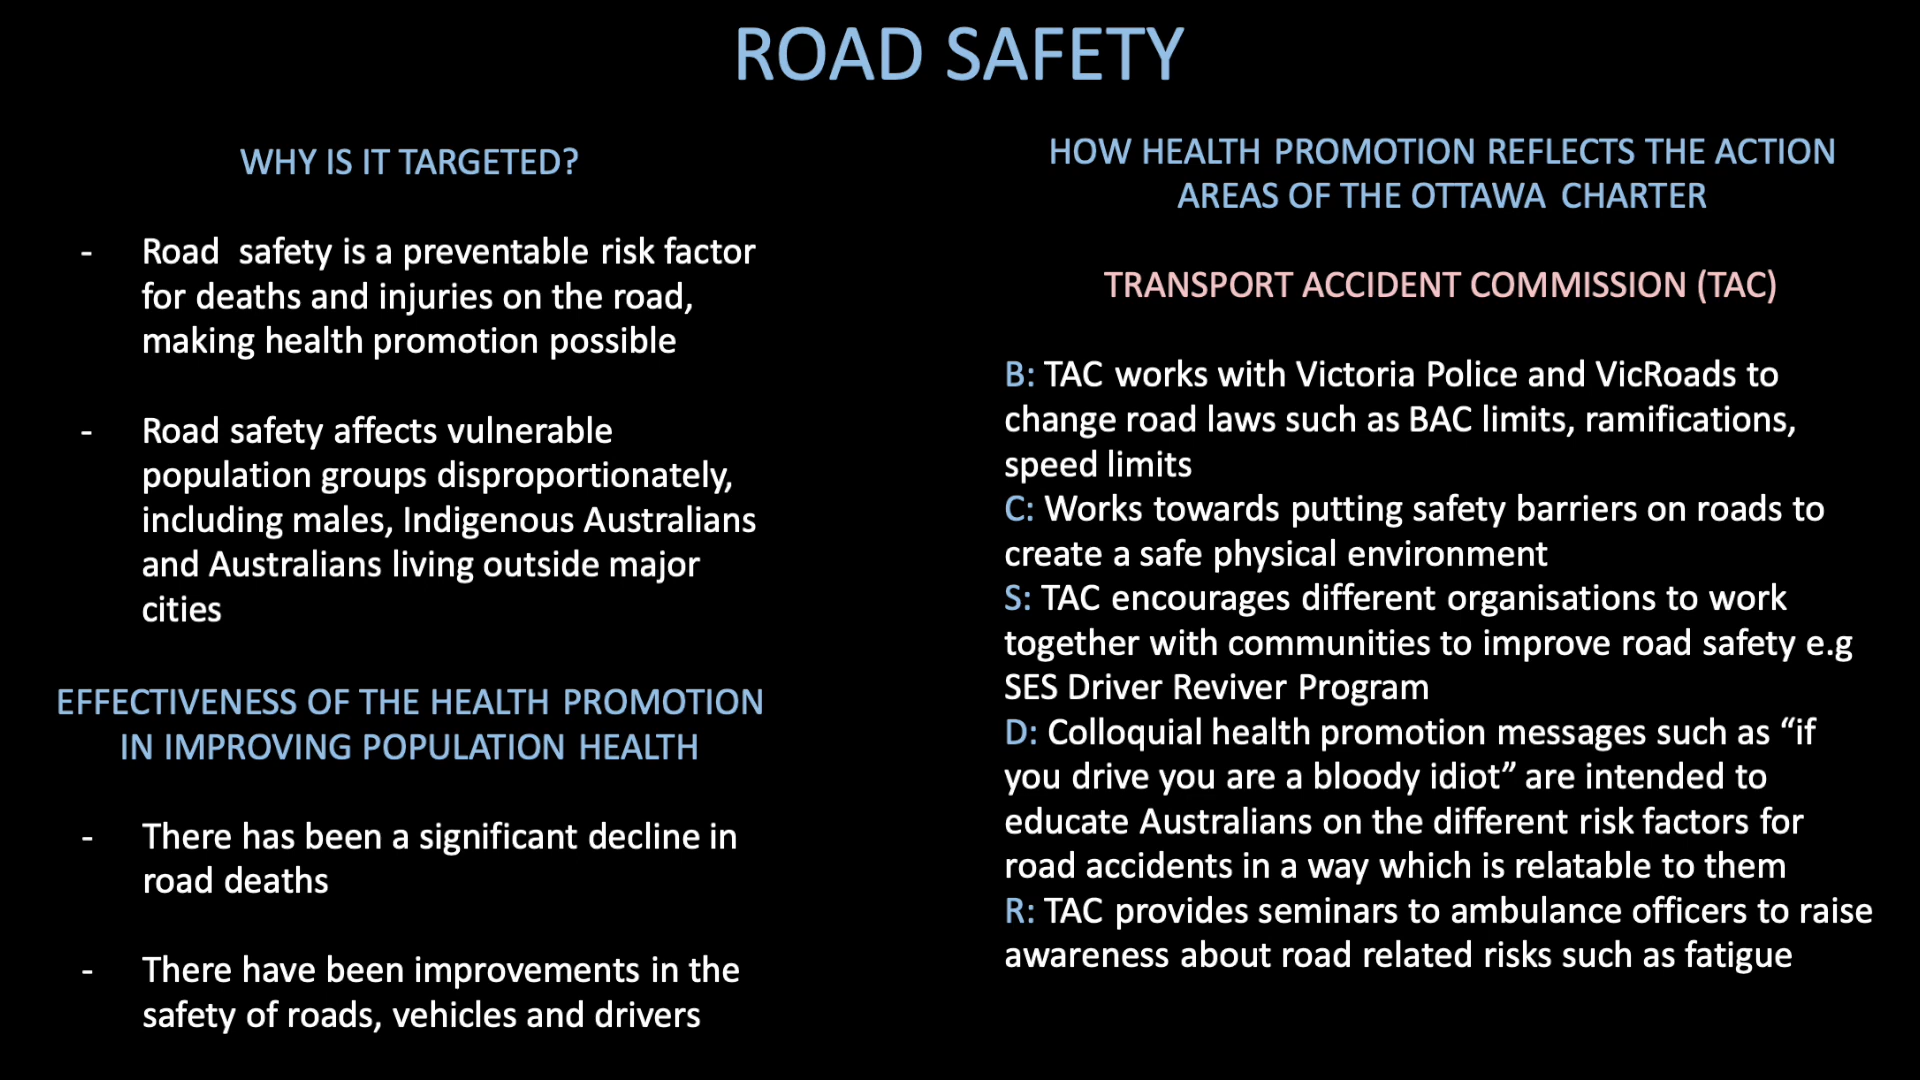 ROAD SAFETY
WHY IS IT TARGETED?
- Road  safety is a preventable risk factor
for deaths and injuries on the road,
making health promotion possible
- Road safety affects vulnerable
population groups disproportionately,
including males, Indigenous Australians
and Australians living outside major
cities
EFFECTIVENESS OF THE HEALTH PROMOTION
IN IMPROVING POPULATION HEALTH
- There has been a significant decline in
road deaths
- There have been improvements in the
safety of roads, vehicles and drivers
HOW HEALTH PROMOTION REFLECTS THE ACTION
AREAS OF THE OTTAWA CHARTER
TRANSPORT ACCIDENT COMMISSION (TAC)
B: TAC works with Victoria Police and VicRoads to
change road laws such as BAC limits, ramifications,
speed limits
C: Works towards putting safety barriers on roads to
create a safe physical environment
S: TAC encourages different organisations to work
together with communities to improve road safety e.g
SES Driver Reviver Program
D: Colloquial health promotion messages such as “if
you drive you are a bloody idiot” are intended to
educate Australians on the different risk factors for
road accidents in a way which is relatable to them
R: TAC provides seminars to ambulance officers to raise
awareness about road related risks such as fatigue